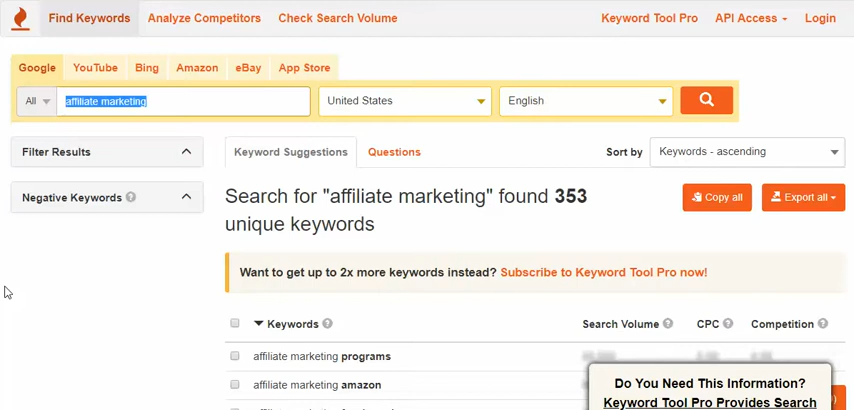 Find Keywords Analyze Competitors Check Search Volume Keyword Tool Pro API Access Login
Google YouTube Bing Amazon eBay App Store
All affiliate marketing United States English
Filter Results
Negative Keywords ?
Keyword Suggestions Questions Sort by Keywords - ascending
Search for "affiliate marketing" found 353
unique keywords
Copy all Export all
Want to get up to 2x more keywords instead? Subscribe to Keyword Tool Pro now!
Keywords ? Search Volume ? CPC ? Competition ?
affiliate marketing programs
affiliate marketing amazon
Do You Need This Information?
Keyword Tool Pro Provides Search